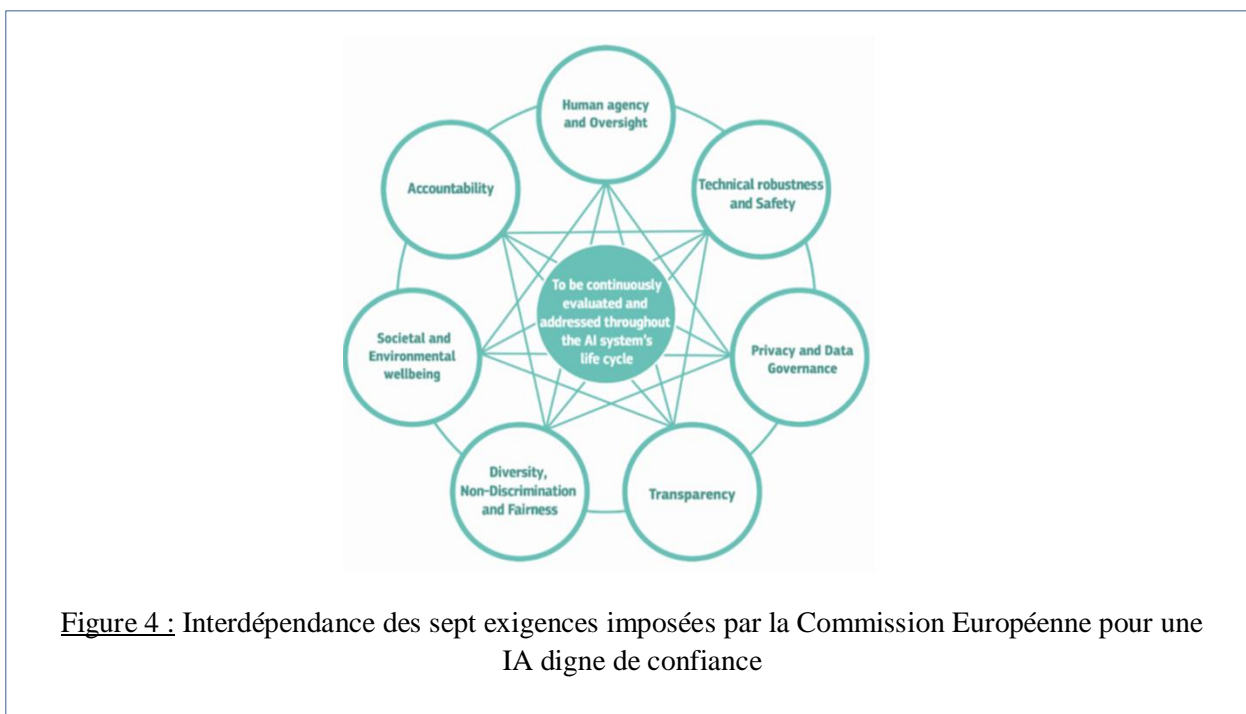 Human agency
and Oversight
Technical robustness
and Safety
Accountability
To be continuously
evaluated and
addressed throughout
the AI system's
life cycle
Privacy and Data
Governance
Societal and
Environmental
wellbeing
Diversity,
Non-Discrimination
and Fairness
Transparency
Figure 4 : Interdépendance des sept exigences imposées par la Commission Européenne pour une
IA digne de confiance